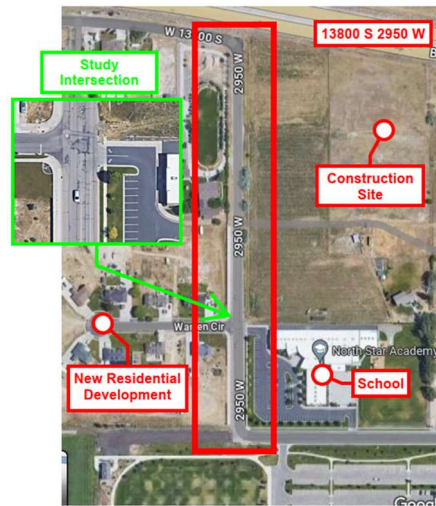 W 13800 S
13800 S 2950 W
Study
Intersection
2950 W
Construction
Site
2950 W
Warren Cir
North Star Academy
New Residential
Development
School
2950 W